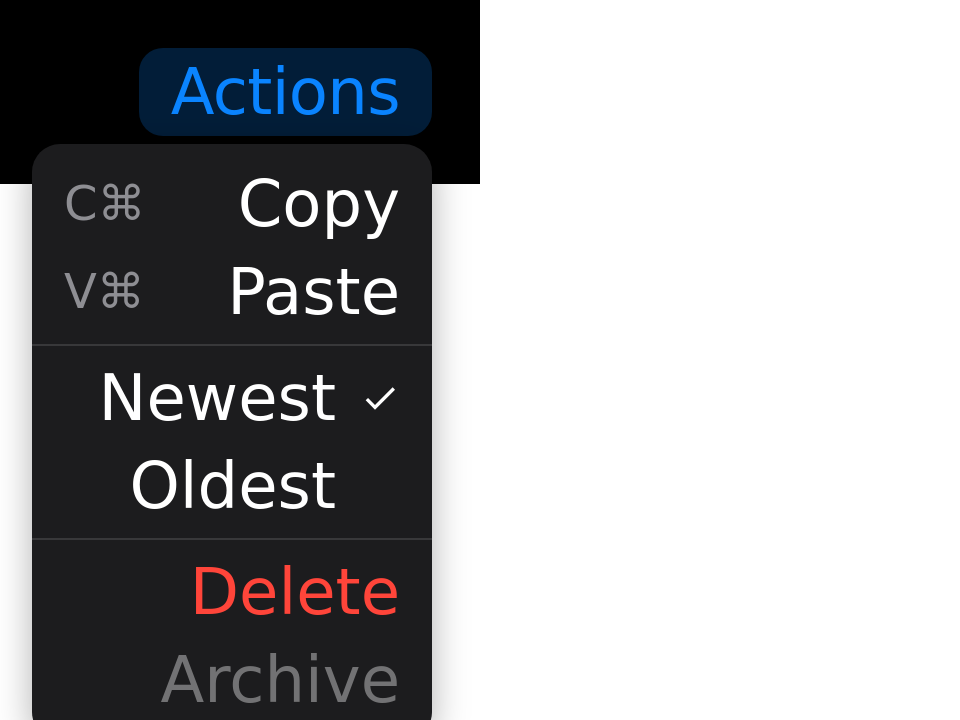 Actions
Copy C⌘
Paste V⌘
Newest ✓
Oldest
Delete
Archive